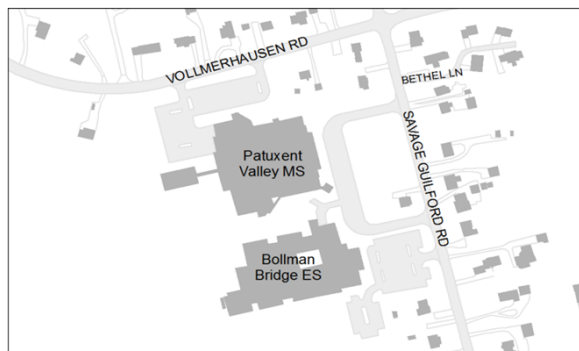 VOLLMERHAUSEN RD
BETHEL LN
SAVAGE GUILFORD RD
Patuxent
Valley MS
Bollman
Bridge ES